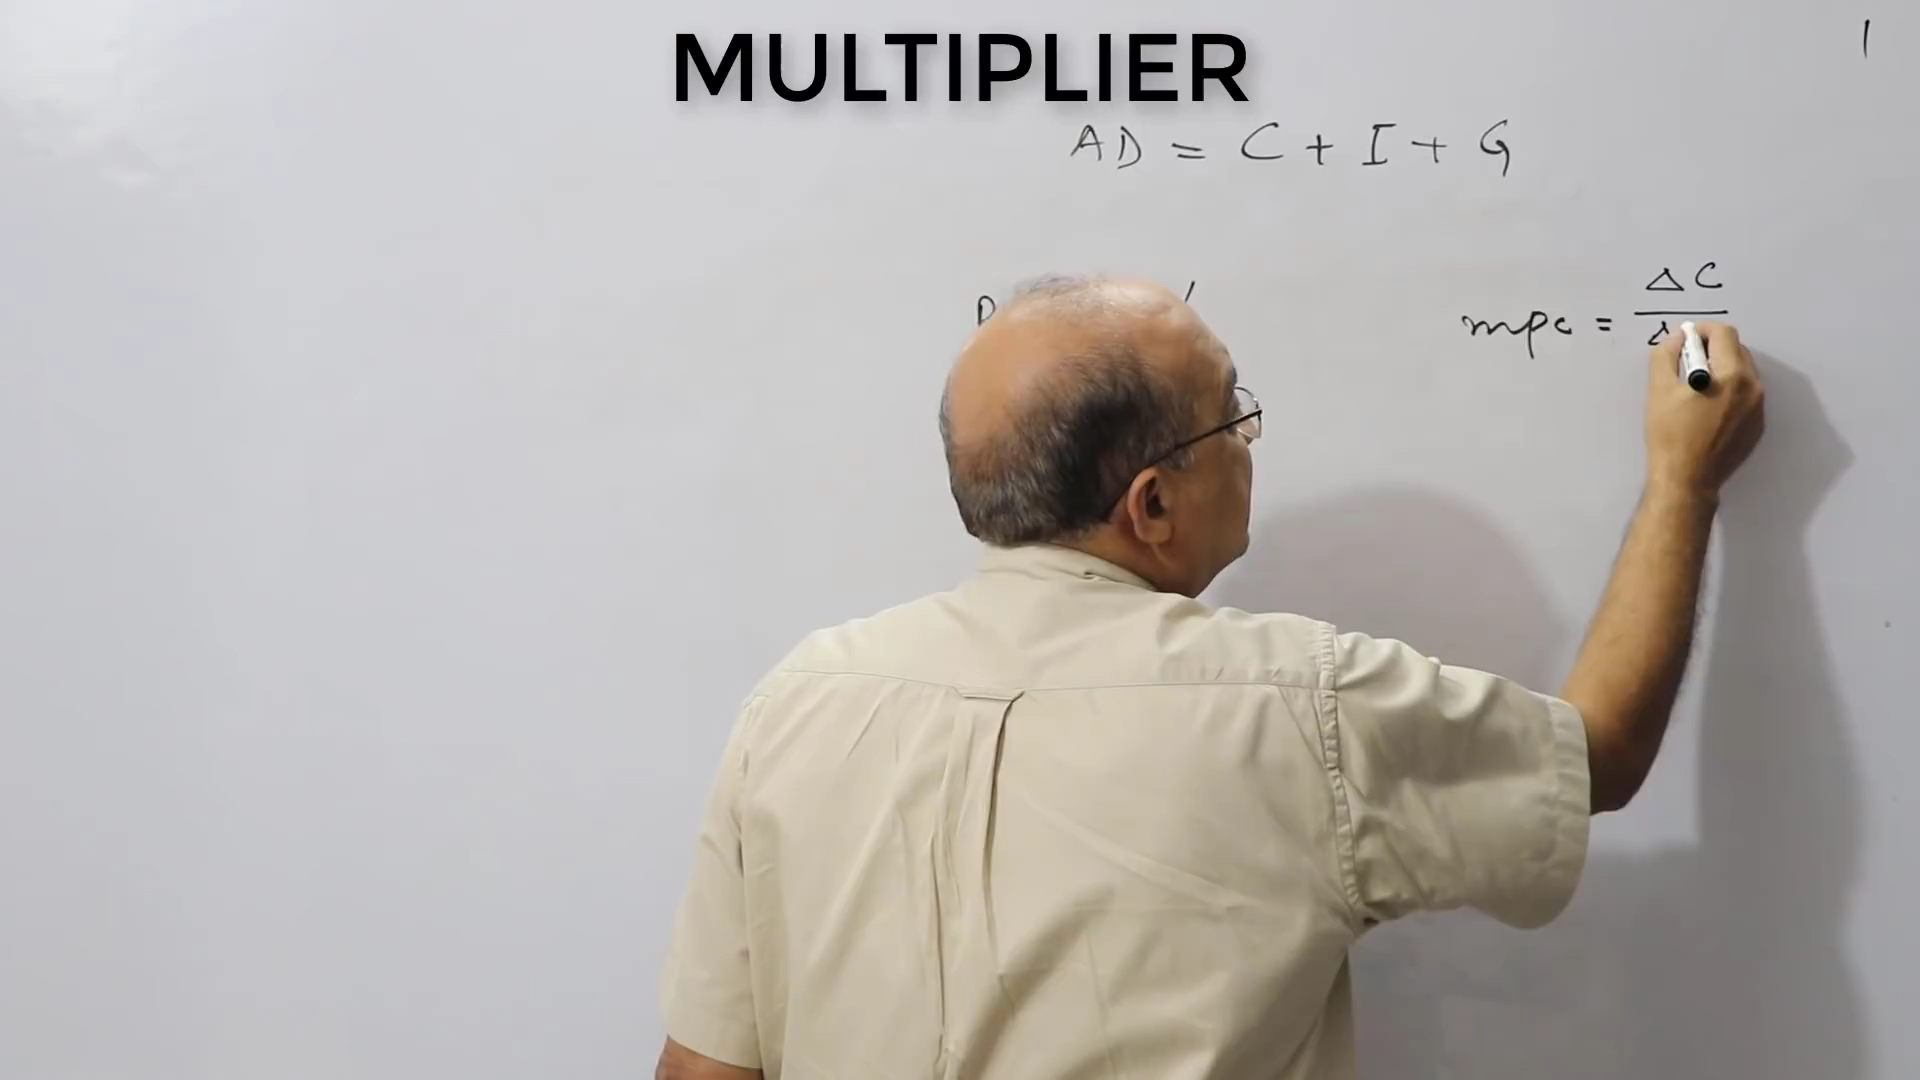 MULTIPLIER
1
AD = C + I + G
ΔC
mpc =
Δ